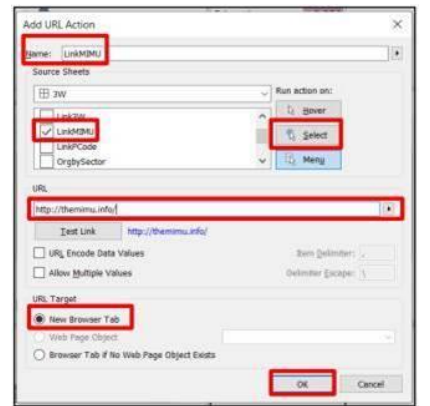 Add URL Action
Name: LinkMIMU
Source Sheets
3W
Run action on:
Link3W
LinkMIMU
LinkPCode
OrgbySector
Hover
Select
Menu
URL
http://themimu.info/
Test Link http://themimu.info/
URL Encode Data Values Item Delimiter: ,
Allow Multiple Values Delimiter Escape: \
URL Target
New Browser Tab
Web Page Object
Browser Tab if No Web Page Object Exists
OK Cancel